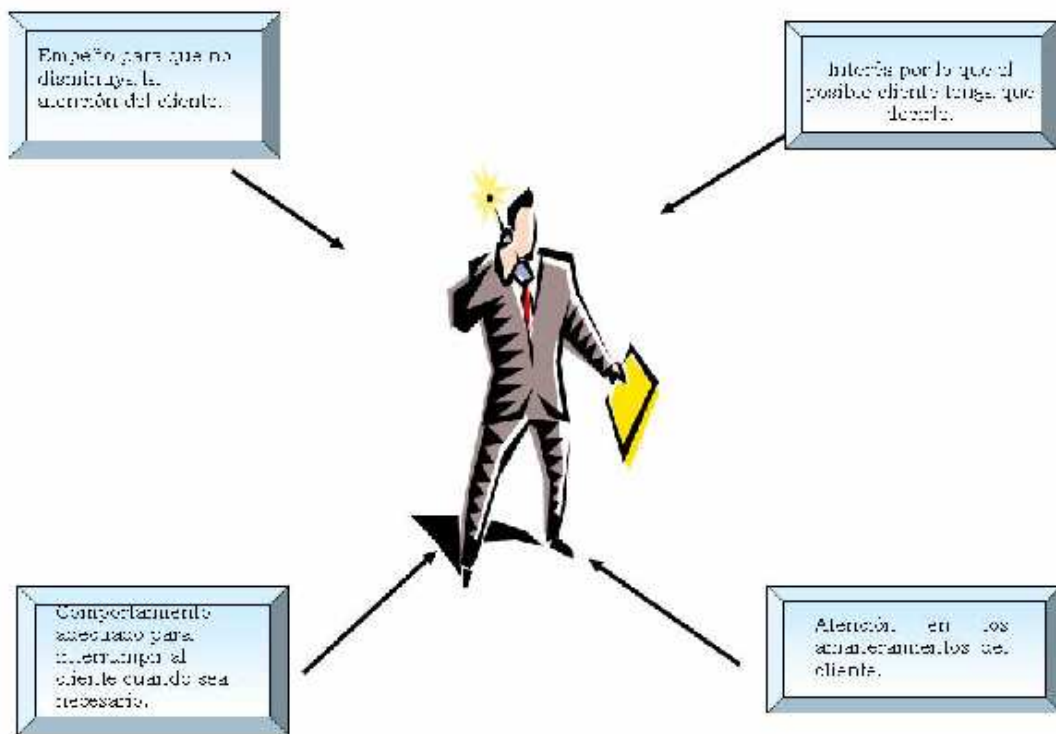 Empeño para que no
disminuya la
atención del cliente.
Interés por lo que el
posible cliente tenga que
decirle.
Comportamiento
adecuado para
interrumpir al
cliente cuando sea
necesario.
Atención en los
amaneramientos del
cliente.